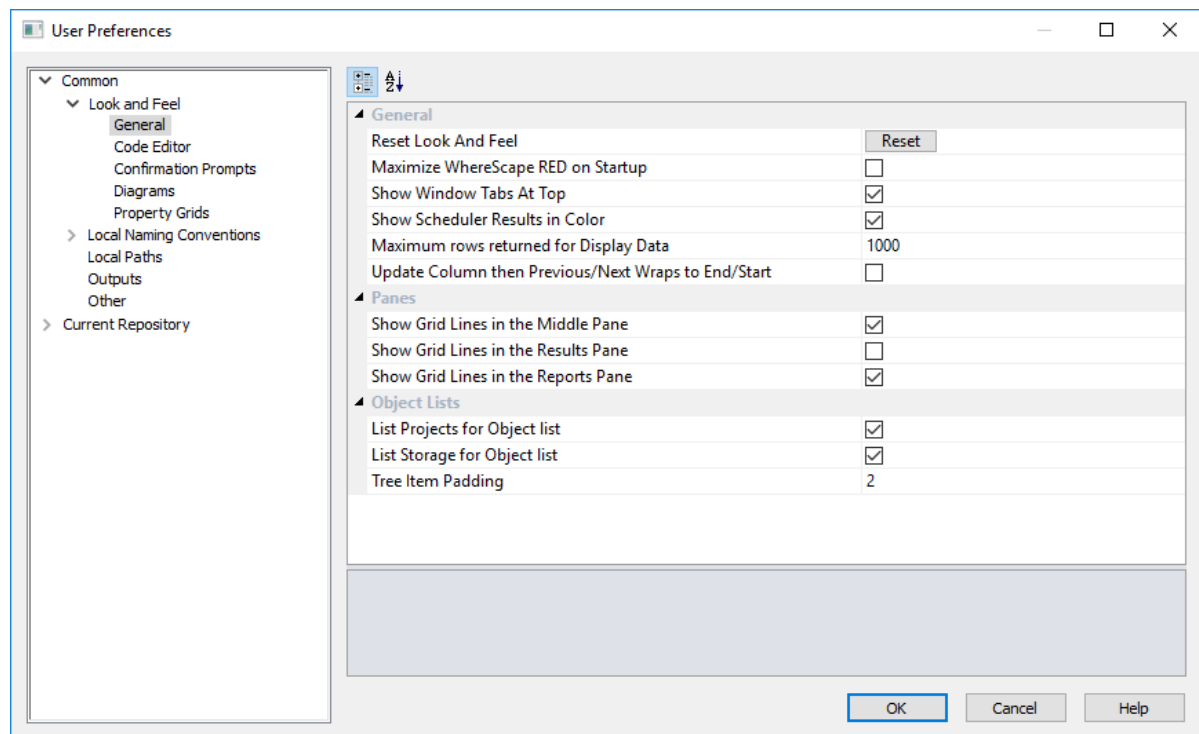 User Preferences
Common
Look and Feel
General
Code Editor
Confirmation Prompts
Diagrams
Property Grids
Local Naming Conventions
Local Paths
Outputs
Other
Current Repository
A
Z
General
Reset Look And Feel Reset
Maximize WhereScape RED on Startup
Show Window Tabs At Top
Show Scheduler Results in Color
Maximum rows returned for Display Data 1000
Update Column then Previous/Next Wraps to End/Start
Panes
Show Grid Lines in the Middle Pane
Show Grid Lines in the Results Pane
Show Grid Lines in the Reports Pane
Object Lists
List Projects for Object list
List Storage for Object list
Tree Item Padding 2
OK Cancel Help